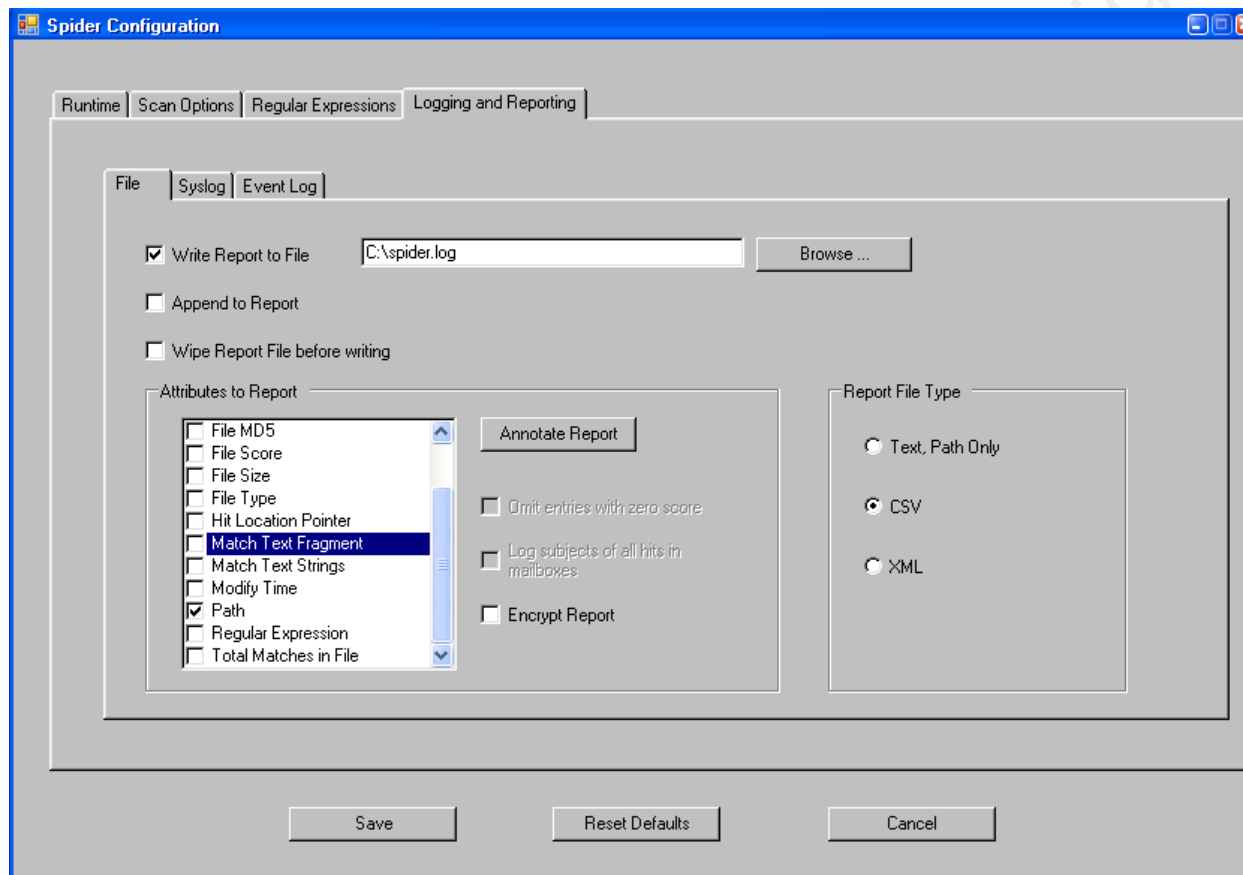 Spider Configuration
Runtime
Scan Options
Regular Expressions
Logging and Reporting
File
Syslog
Event Log
Write Report to File
C:\spider.log
Browse ...
Append to Report
Wipe Report File before writing
Attributes to Report
File MD5
File Score
File Size
File Type
Hit Location Pointer
Match Text Fragment
Match Text Strings
Modify Time
Path
Regular Expression
Total Matches in File
Annotate Report
Omit entries with zero score
Log subjects of all hits in
mailboxes
Encrypt Report
Report File Type
Text, Path Only
CSV
XML
Save
Reset Defaults
Cancel